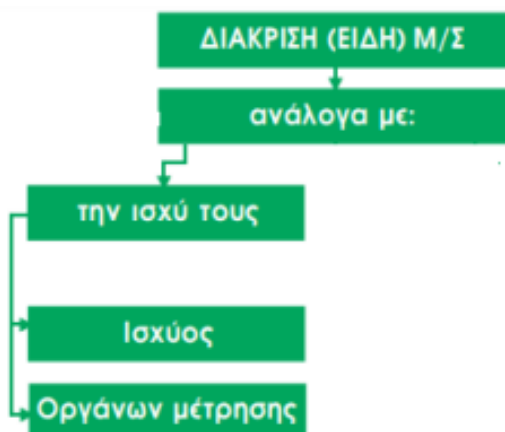 ΔΙΑΚΡΙΣΗ (ΕΙΔΗ) Μ/Σ
ανάλογα με:
την ισχύ τους
Ισχύος
Οργάνων μέτρησης